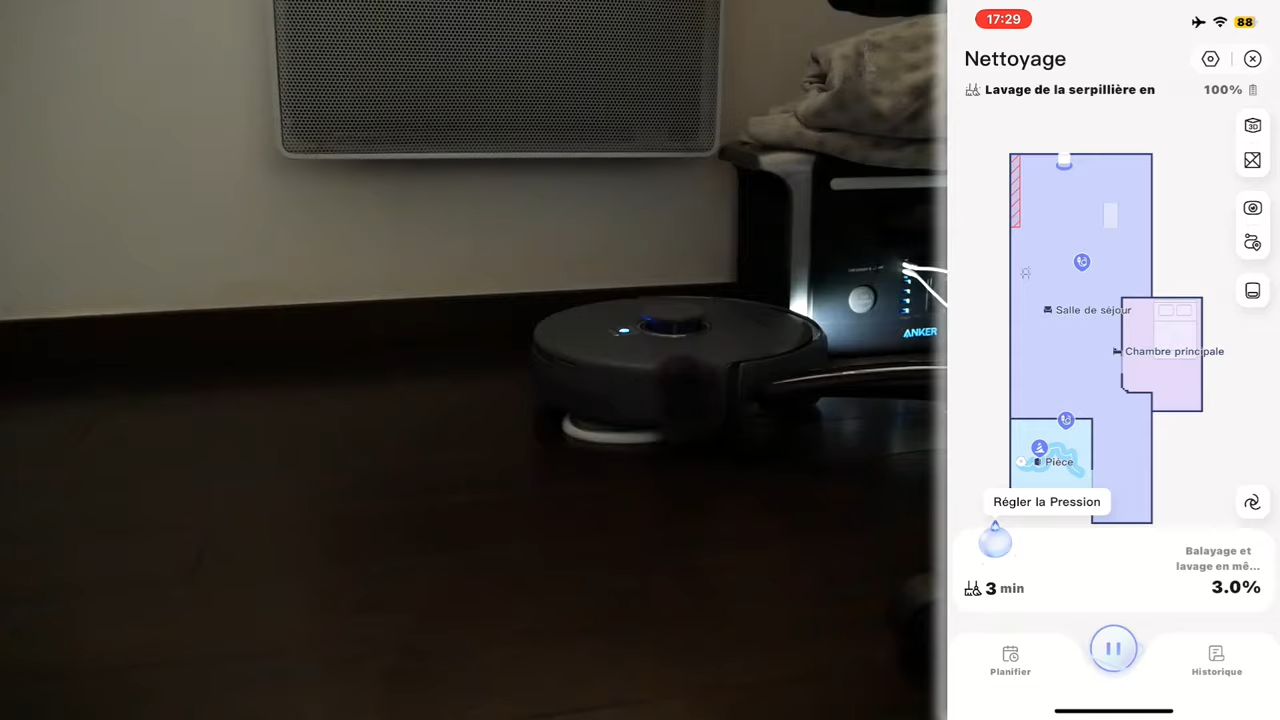 17:29
88
Nettoyage
Lavage de la serpillière en
100%
3D
Salle de séjour
Chambre principale
Pièce
Régler la Pression
Balayage et
lavage en mê...
3 min
3.0%
Planifier
Historique
ANKER